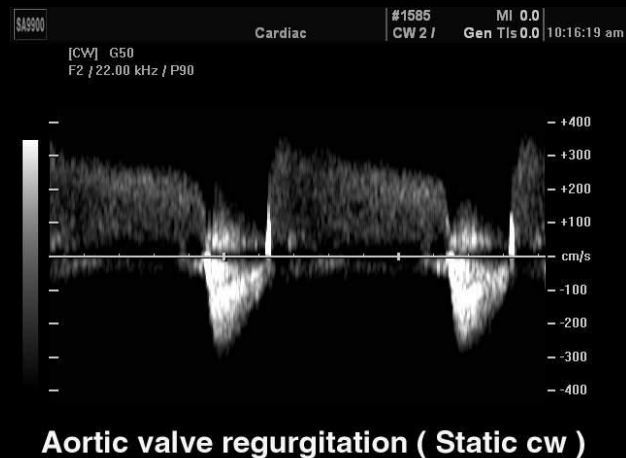 SA9900
Cardiac
#1585 MI 0.0
CW 2 / Gen TIs 0.0 10:16:19 am
[CW] G50
F2 / 22.00 kHz / P90
+400
+300
+200
+100
cm/s
-100
-200
-300
-400
Aortic valve regurgitation ( Static cw )